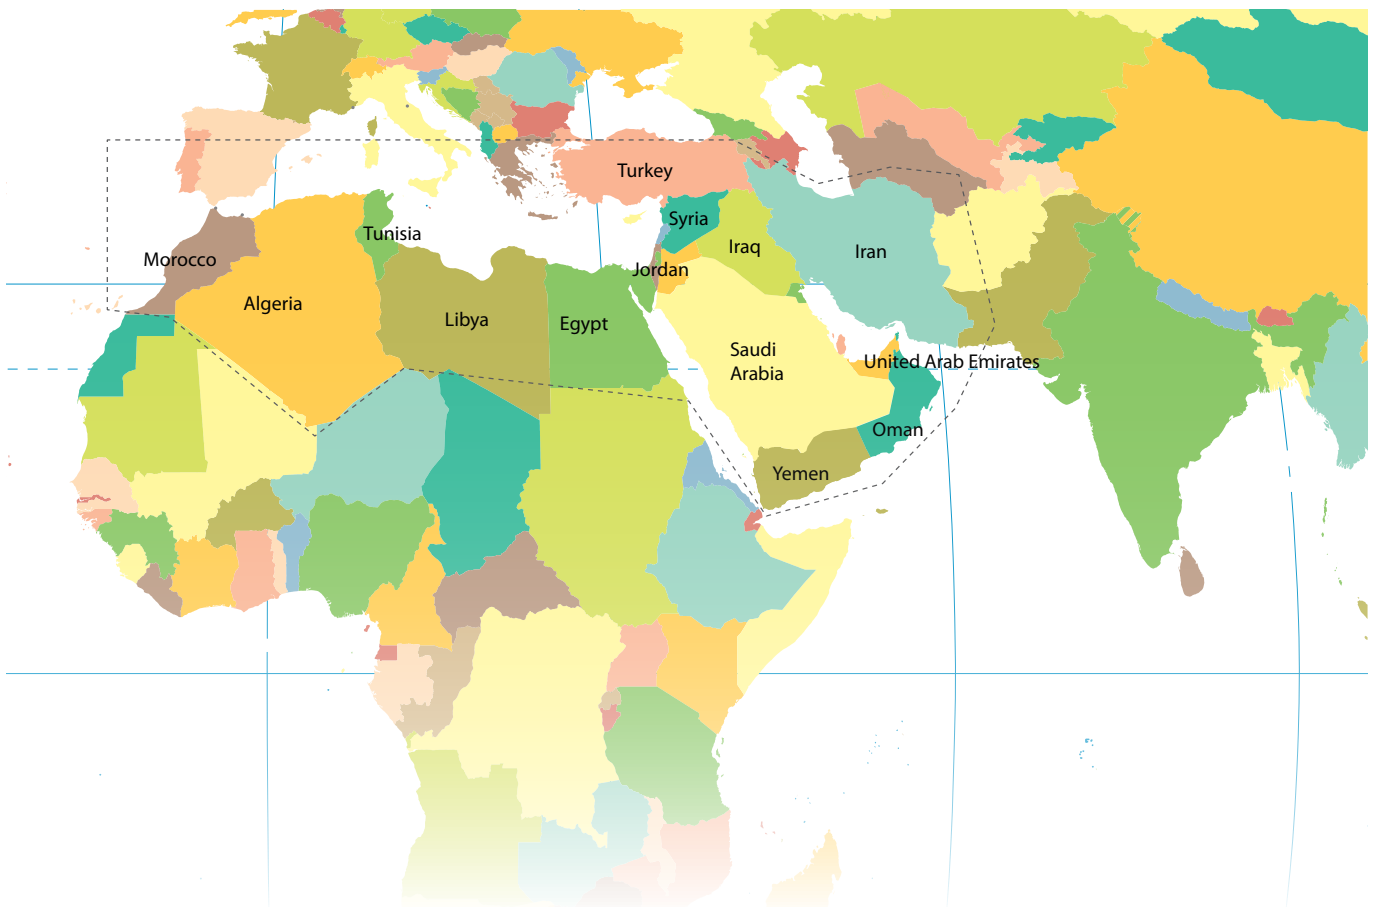 Turkey
Syria
Tunisia
Iraq
Iran
Morocco
Jordan
Algeria
Libya
Egypt
Saudi
Arabia
United Arab Emirates
Oman
Yemen